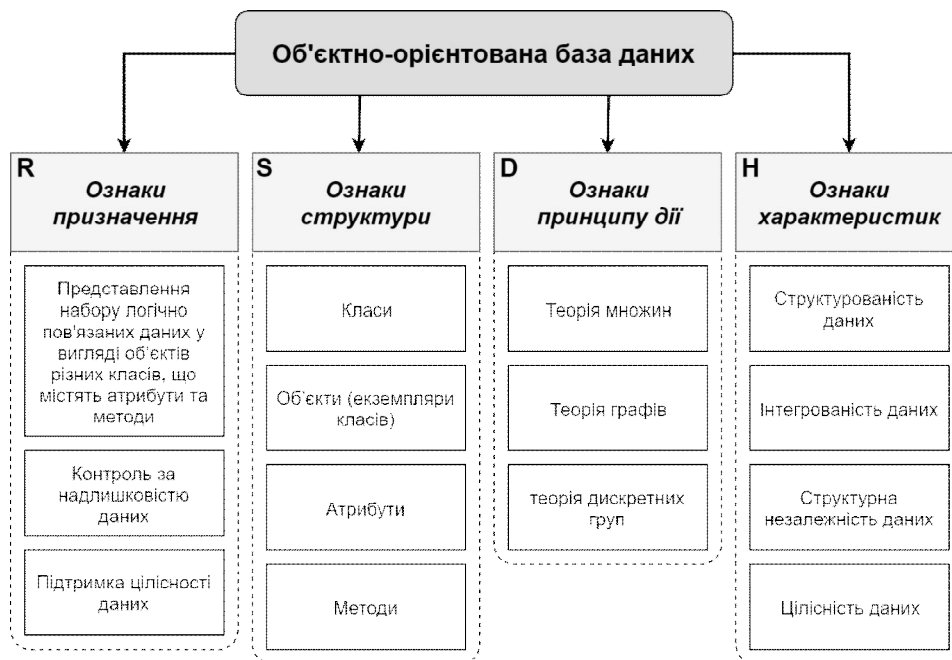 Об'єктно-орієнтована база даних
R
Ознаки
призначення
Представлення
набору логічно
пов'язаних даних у
вигляді об'єктів
різних класів, що
містять атрибути та
методи
Контроль за
надлишковістю
даних
Підтримка цілісності
даних
S
Ознаки
структури
Класи
Об'єкти (екземпляри
класів)
Атрибути
Методи
D
Ознаки
принципу дії
Теорія множин
Теорія графів
теорія дискретних
груп
H
Ознаки
характеристик
Структурованість
даних
Інтегрованість даних
Структурна
незалежність даних
Цілісність даних